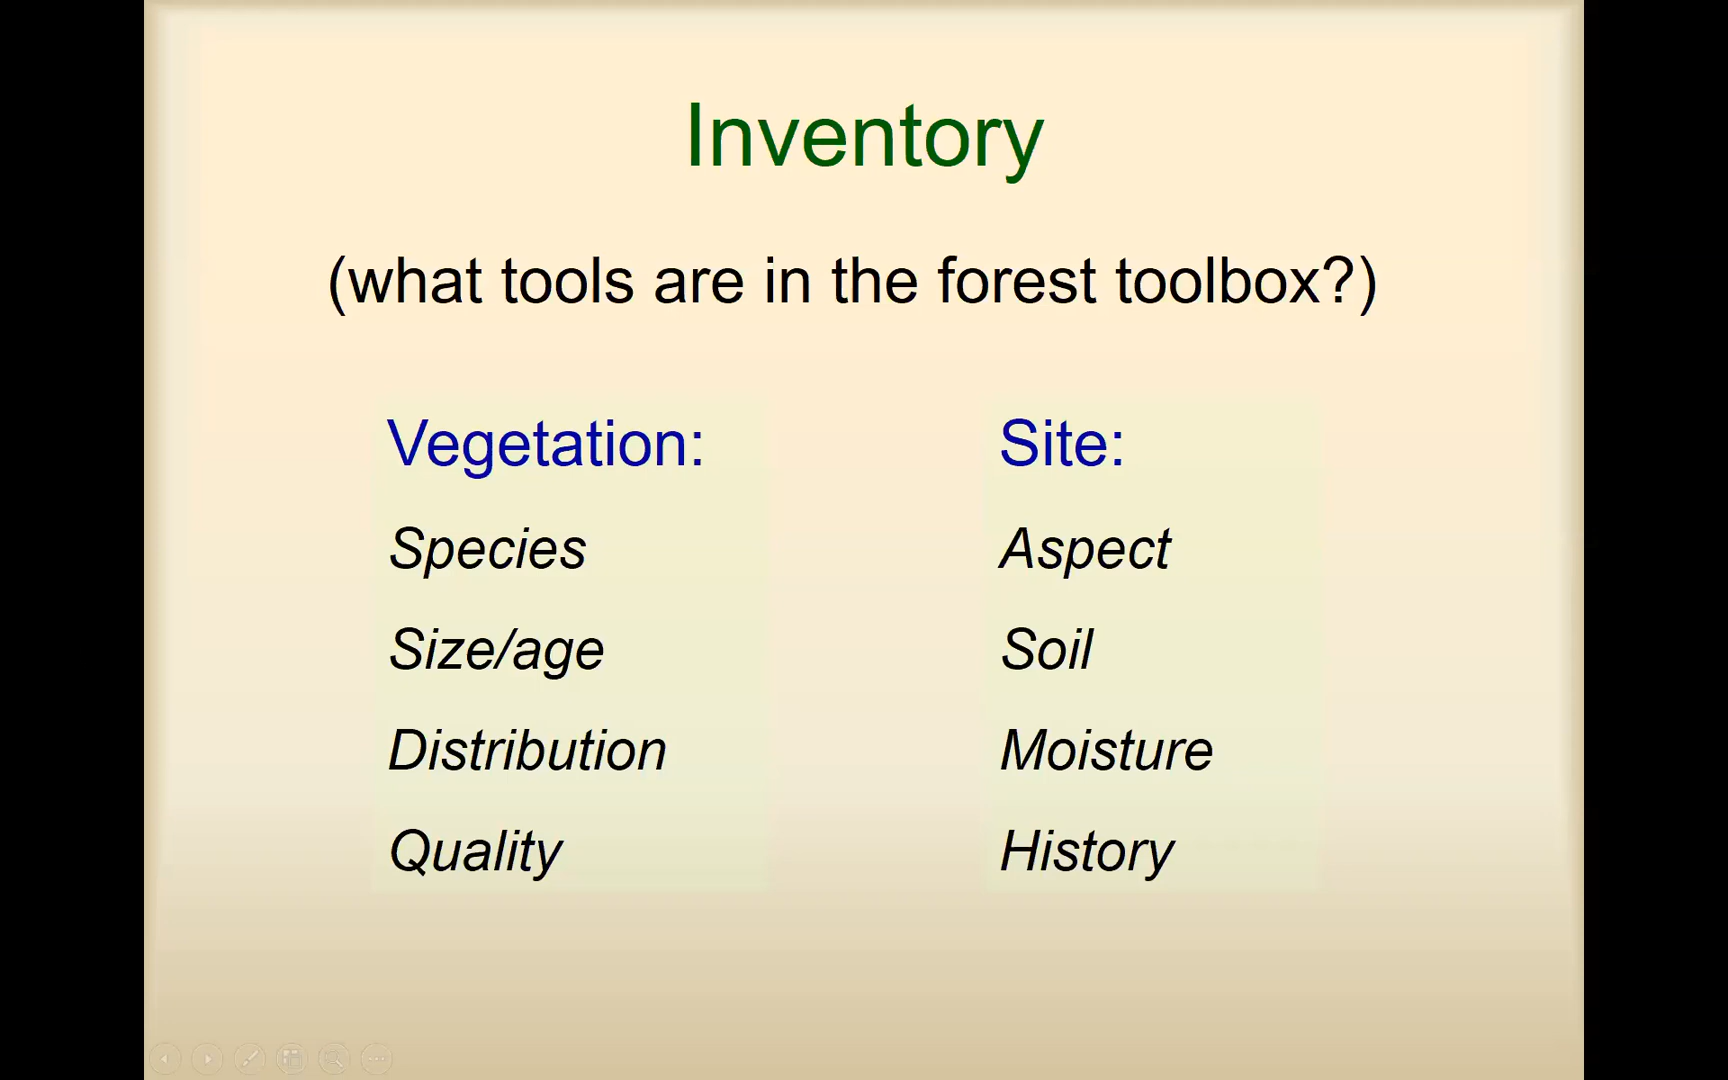 Inventory
(what tools are in the forest toolbox?)
Vegetation:
Species
Size/age
Distribution
Quality
Site:
Aspect
Soil
Moisture
History